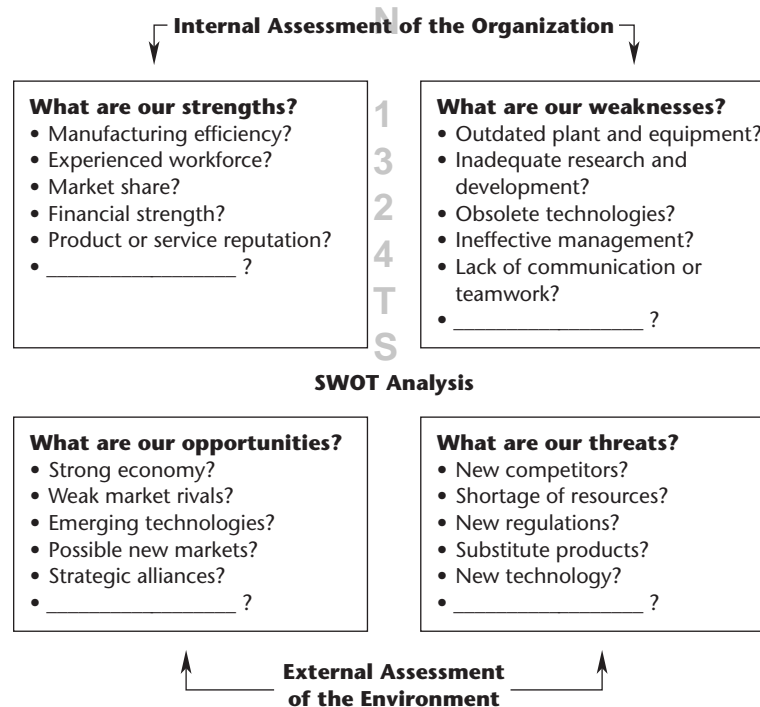 N
Internal Assessment of the Organization
What are our strengths?
• Manufacturing efficiency?
• Experienced workforce?
• Market share?
• Financial strength?
• Product or service reputation?
• __________________ ?
1
3
2
4
T
S
What are our weaknesses?
• Outdated plant and equipment?
• Inadequate research and
development?
• Obsolete technologies?
• Ineffective management?
• Lack of communication or
teamwork?
• __________________ ?
SWOT Analysis
What are our opportunities?
• Strong economy?
• Weak market rivals?
• Emerging technologies?
• Possible new markets?
• Strategic alliances?
• __________________ ?
What are our threats?
• New competitors?
• Shortage of resources?
• New regulations?
• Substitute products?
• New technology?
• __________________ ?
External Assessment
of the Environment